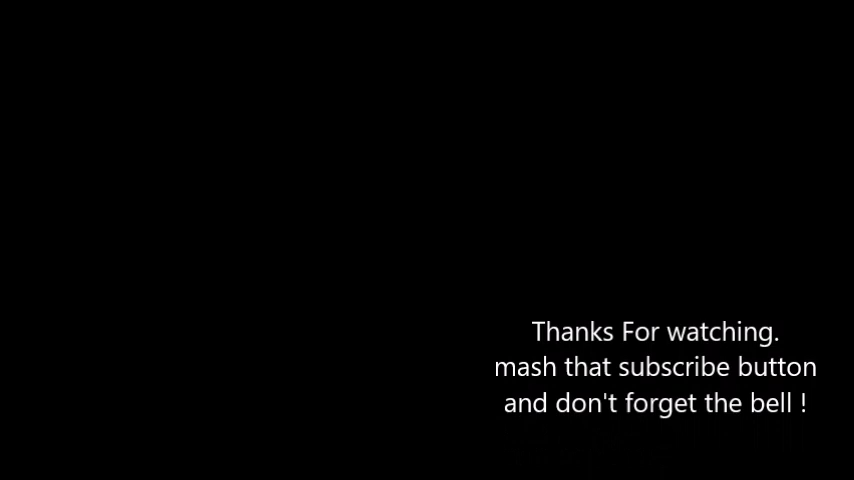 Thanks For watching.
mash that subscribe button
and don't forget the bell !